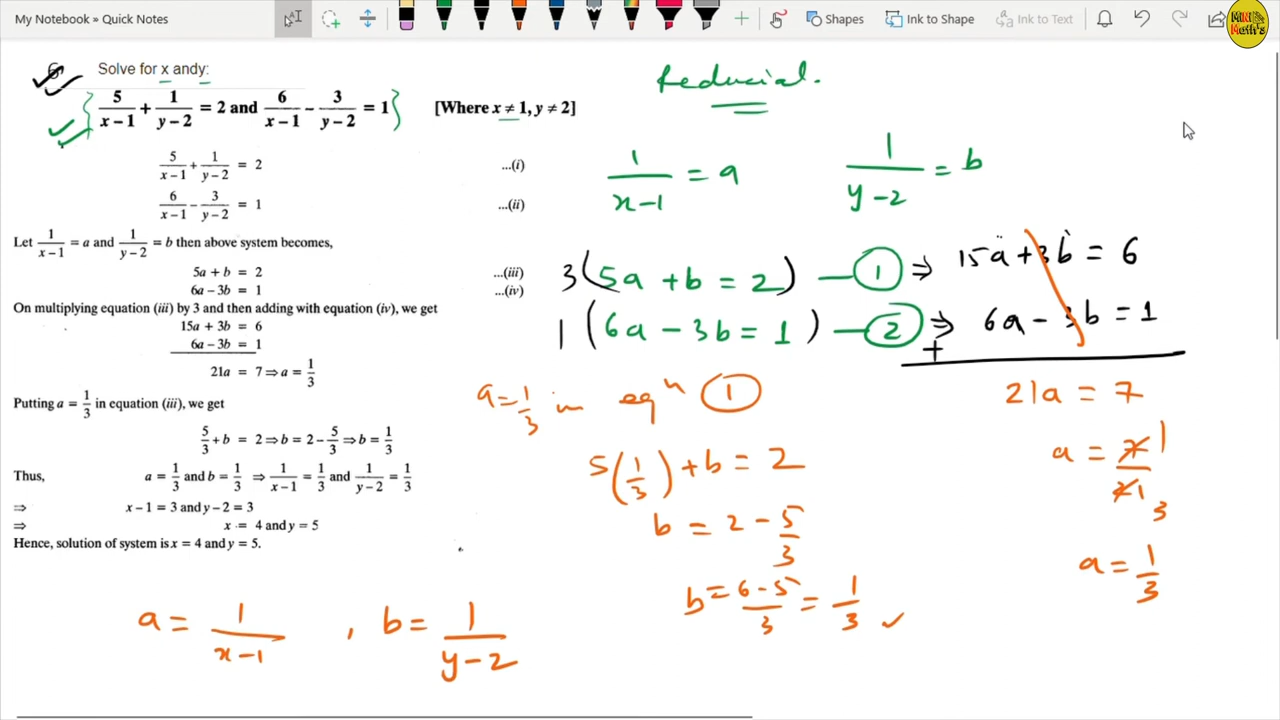 My Notebook » Quick Notes
Shapes
Ink to Shape
Ink to Text
MINI Math's
6. Solve for x andy:
5/(x−1) + 1/(y−2) = 2 and 6/(x−1) − 3/(y−2) = 1 [Where x ≠ 1, y ≠ 2]
5/(x−1) + 1/(y−2) = 2 ...(i)
6/(x−1) − 3/(y−2) = 1 ...(ii)
Let 1/(x−1) = a and 1/(y−2) = b then above system becomes,
5a + b = 2 ...(iii)
6a − 3b = 1 ...(iv)
On multiplying equation (iii) by 3 and then adding with equation (iv), we get
15a + 3b = 6
6a − 3b = 1
21a = 7 ⇒ a = 1/3
Putting a = 1/3 in equation (iii), we get
5/3 + b = 2 ⇒ b = 2 − 5/3 ⇒ b = 1/3
Thus, a = 1/3 and b = 1/3 ⇒ 1/(x−1) = 1/3 and 1/(y−2) = 1/3
⇒ x − 1 = 3 and y − 2 = 3
⇒ x = 4 and y = 5
Hence, solution of system is x = 4 and y = 5.
a = 1/(x−1) , b = 1/(y−2)
1/(x−1) = a 1/(y−2) = b
3(5a + b = 2) — ① ⇒ 15a + 3b = 6
1(6a − 3b = 1) — ② ⇒ 6a − 3b = 1
+
21a = 7
a = 7/21 1 3
a = 1/3
a = 1/3 in eqⁿ ①
5(1/3) + b = 2
b = 2 − 5/3
b = (6−5)/3 = 1/3 ✓